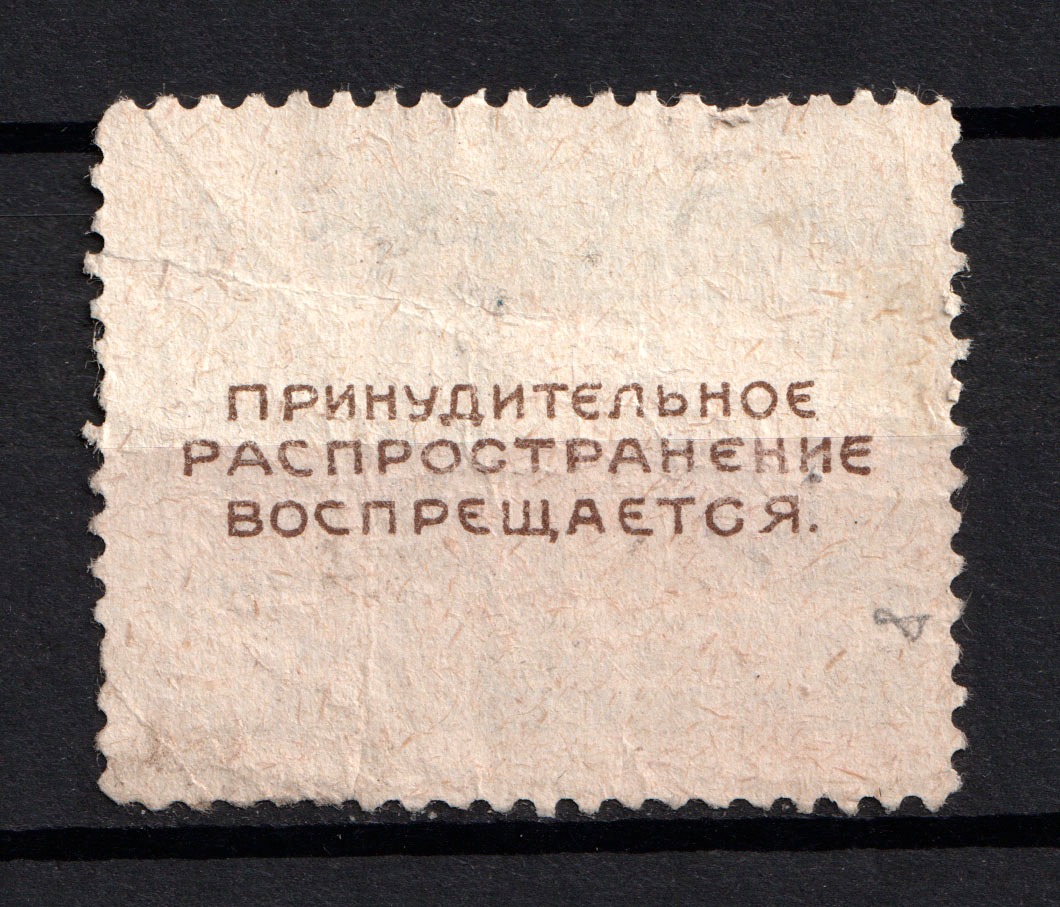 ПРИНУДИТЕЛЬНОЕ
РАСПРОСТРАНЕНИЕ
ВОСПРЕЩАЕТСЯ.